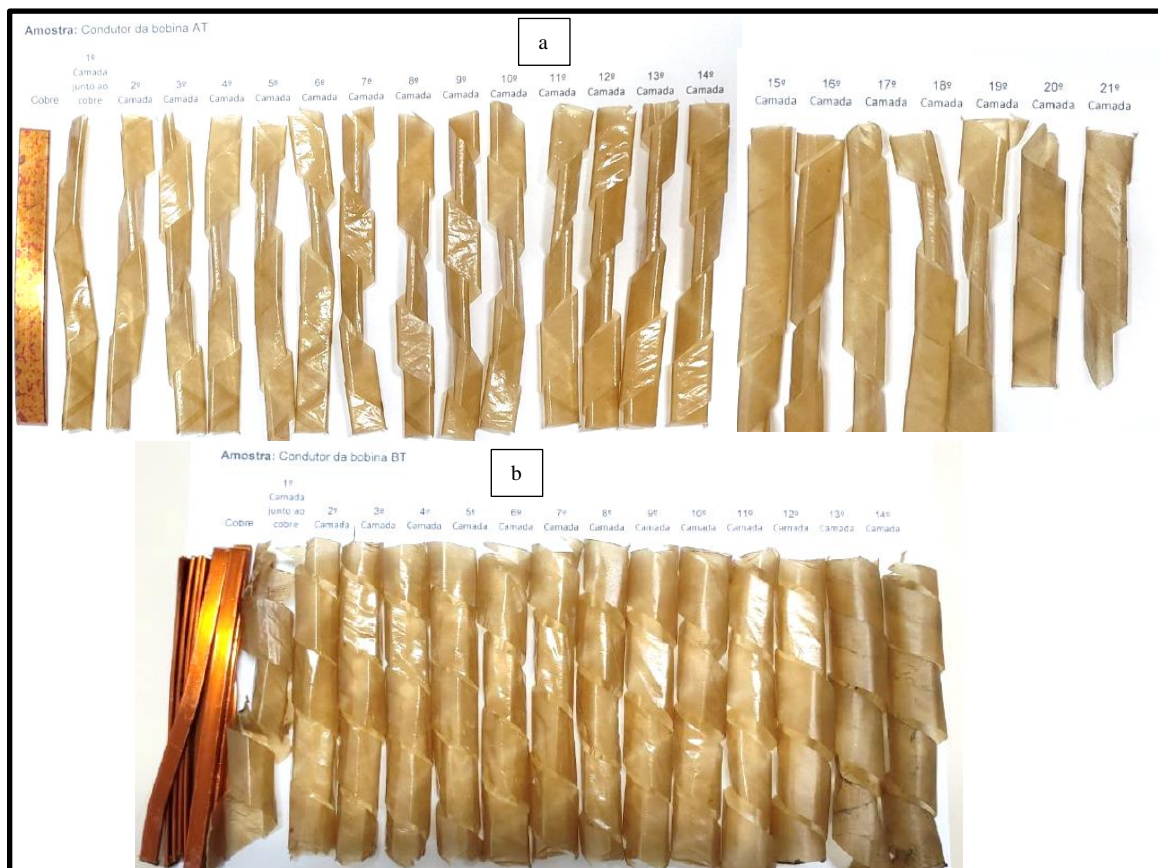 Amostra: Condutor da bobina AT
a
Cobre
1º
Camada
junto ao
cobre
2º
Camada
3º
Camada
4º
Camada
5º
Camada
6º
Camada
7º
Camada
8º
Camada
9º
Camada
10º
Camada
11º
Camada
12º
Camada
13º
Camada
14º
Camada
15º
Camada
16º
Camada
17º
Camada
18º
Camada
19º
Camada
20º
Camada
21º
Camada
Amostra: Condutor da bobina BT
b
Cobre
1º
Camada
junto ao
cobre
2º
Camada
3º
Camada
4º
Camada
5º
Camada
6º
Camada
7º
Camada
8º
Camada
9º
Camada
10º
Camada
11º
Camada
12º
Camada
13º
Camada
14º
Camada